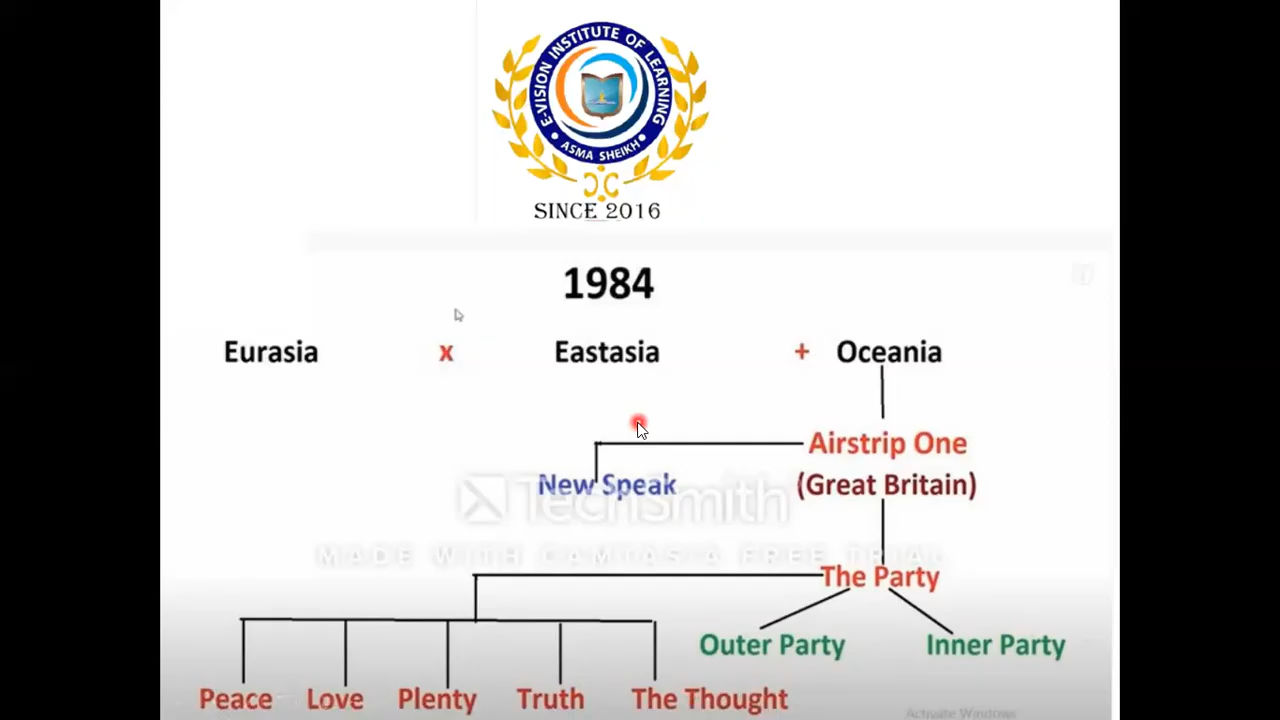 E-VISION INSTITUTE OF LEARNING
ASMA SHEIKH
SINCE 2016
1984
Eurasia x Eastasia + Oceania
Airstrip One
New Speak (Great Britain)
TechSmith
MADE WITH CAMTASIA FREE TRIAL
The Party
Outer Party Inner Party
Peace Love Plenty Truth The Thought
Activate Windows